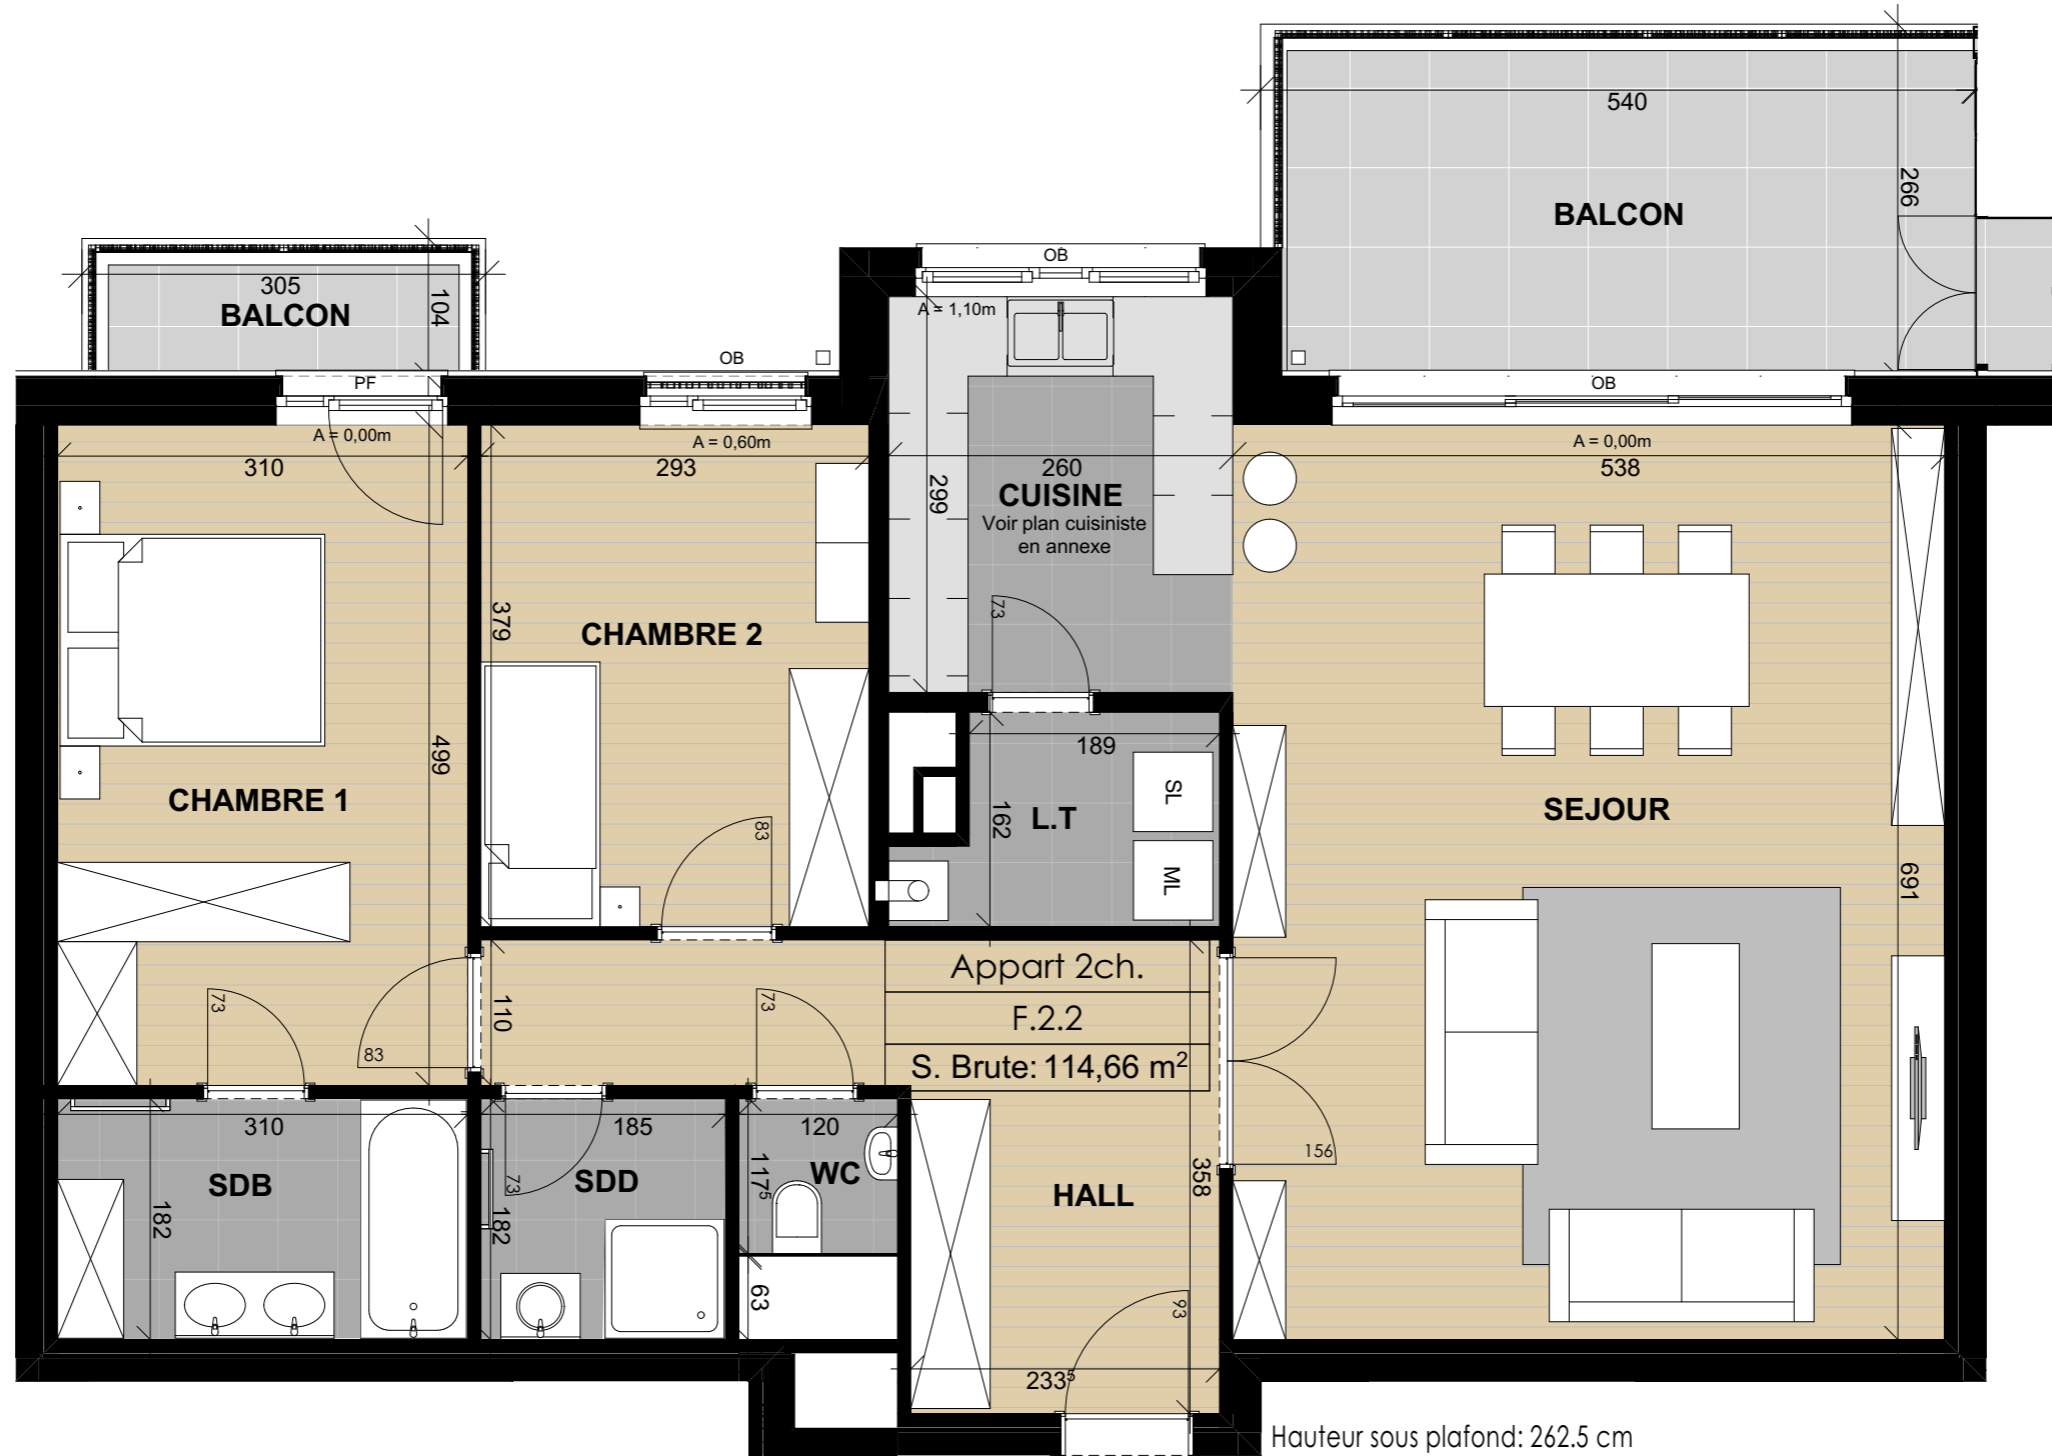 540
266
BALCON
OB
305
BALCON
104
A = 1,10m
OB
PF
OB
A = 0,00m
A = 0,60m
A = 0,00m
310
293
260
538
299
CUISINE
Voir plan cuisiniste
en annexe
73
379
CHAMBRE 2
499
189
SL
CHAMBRE 1
162
L.T
SEJOUR
83
ML
691
Appart 2ch.
73
110
73
F.2.2
83
S. Brute: 114,66 m²
310
185
120
156
SDB
SDD
117⁵
WC
358
HALL
73
182
182
63
93
233⁵
Hauteur sous plafond: 262.5 cm